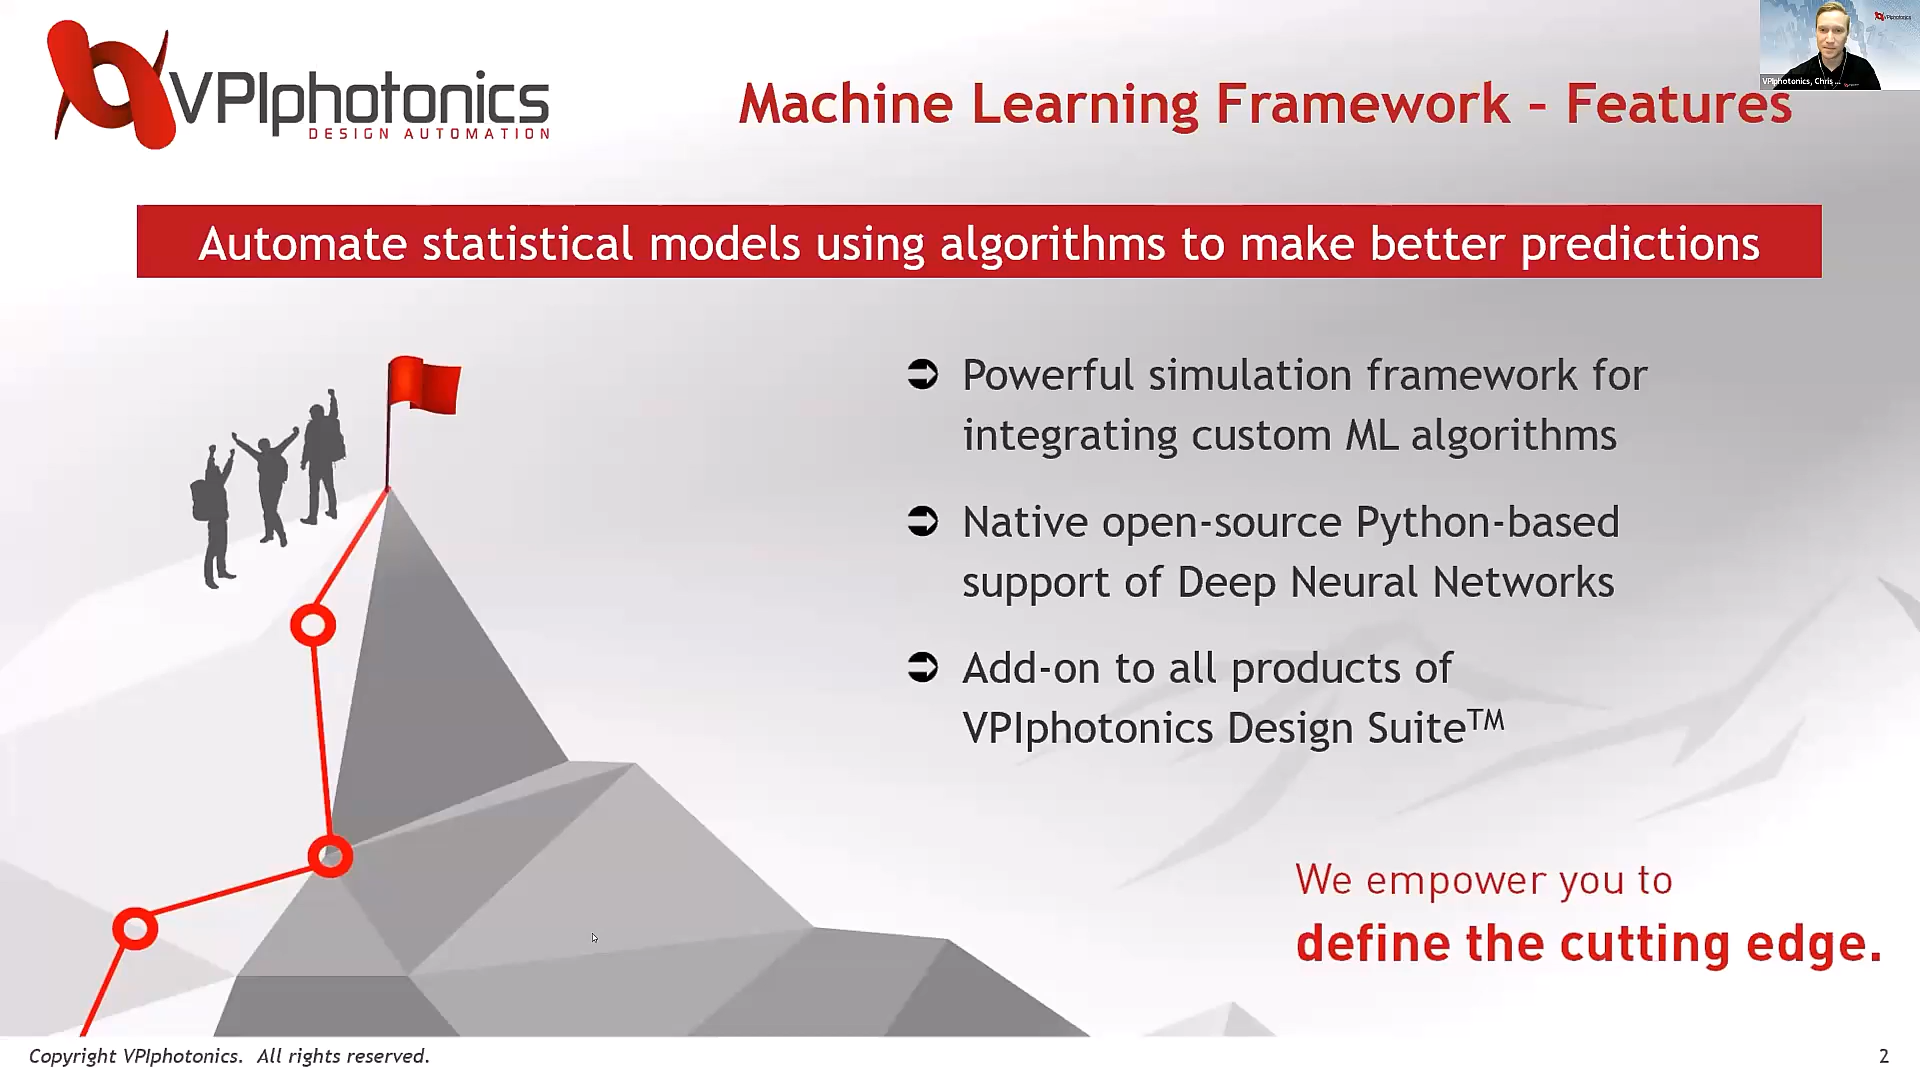 VPIphotonics
DESIGN AUTOMATION
Machine Learning Framework – Features
VPIphotonics, Chris ...
Automate statistical models using algorithms to make better predictions
Powerful simulation framework for
integrating custom ML algorithms
Native open-source Python-based
support of Deep Neural Networks
Add-on to all products of
VPIphotonics Design Suite™
We empower you to
define the cutting edge.
Copyright VPIphotonics. All rights reserved.
2